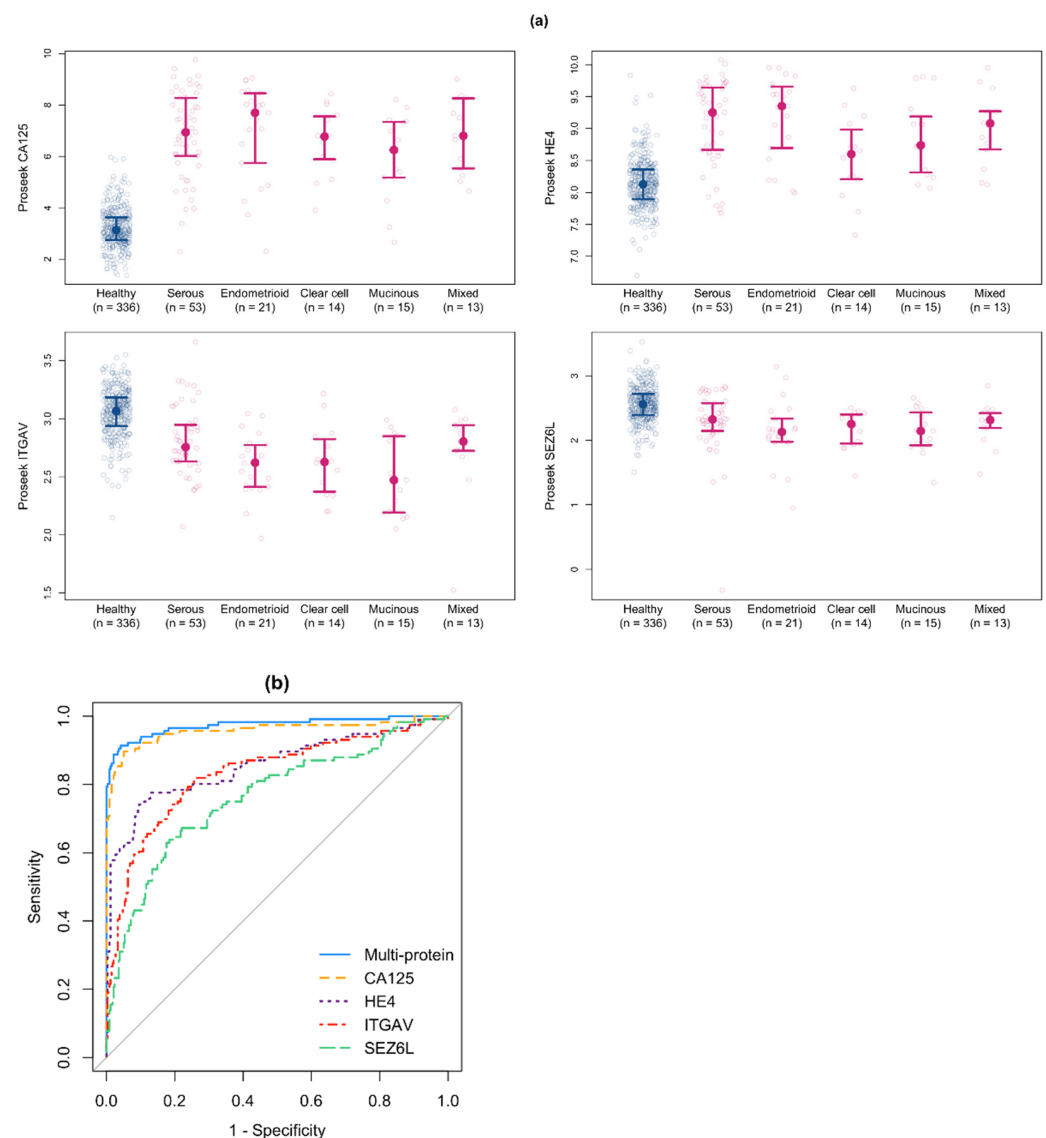 (a)
Proseek CA125
10
8
6
4
2
Healthy Serous Endometrioid Clear cell Mucinous Mixed
(n = 336) (n = 53) (n = 21) (n = 14) (n = 15) (n = 13)
Proseek HE4
10.0
9.5
9.0
8.5
8.0
7.5
7.0
Healthy Serous Endometrioid Clear cell Mucinous Mixed
(n = 336) (n = 53) (n = 21) (n = 14) (n = 15) (n = 13)
Proseek ITGAV
3.5
3.0
2.5
2.0
1.5
Healthy Serous Endometrioid Clear cell Mucinous Mixed
(n = 336) (n = 53) (n = 21) (n = 14) (n = 15) (n = 13)
Proseek SEZ6L
3
2
1
0
Healthy Serous Endometrioid Clear cell Mucinous Mixed
(n = 336) (n = 53) (n = 21) (n = 14) (n = 15) (n = 13)
(b)
Sensitivity
1.0
0.8
0.6
0.4
0.2
0.0
Multi-protein
CA125
HE4
ITGAV
SEZ6L
0.0 0.2 0.4 0.6 0.8 1.0
1 - Specificity